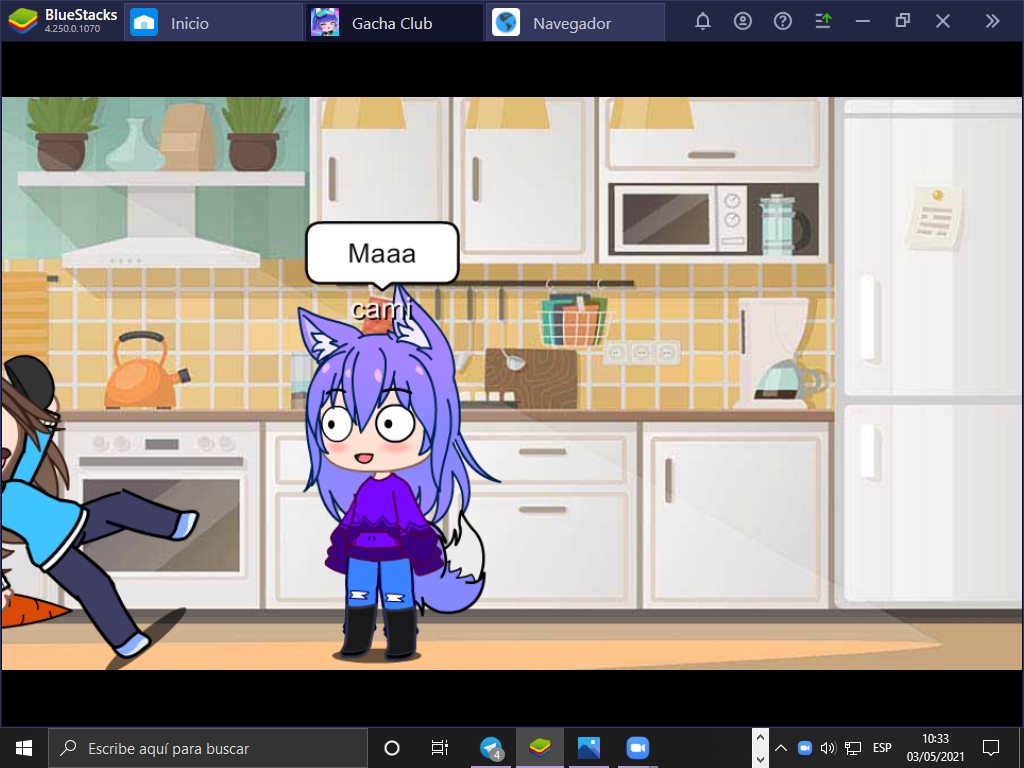 BlueStacks
4.250.0.1070
Inicio
Gacha Club
Navegador
Maaa
cami
4
Escribe aquí para buscar
ESP
10:33
03/05/2021